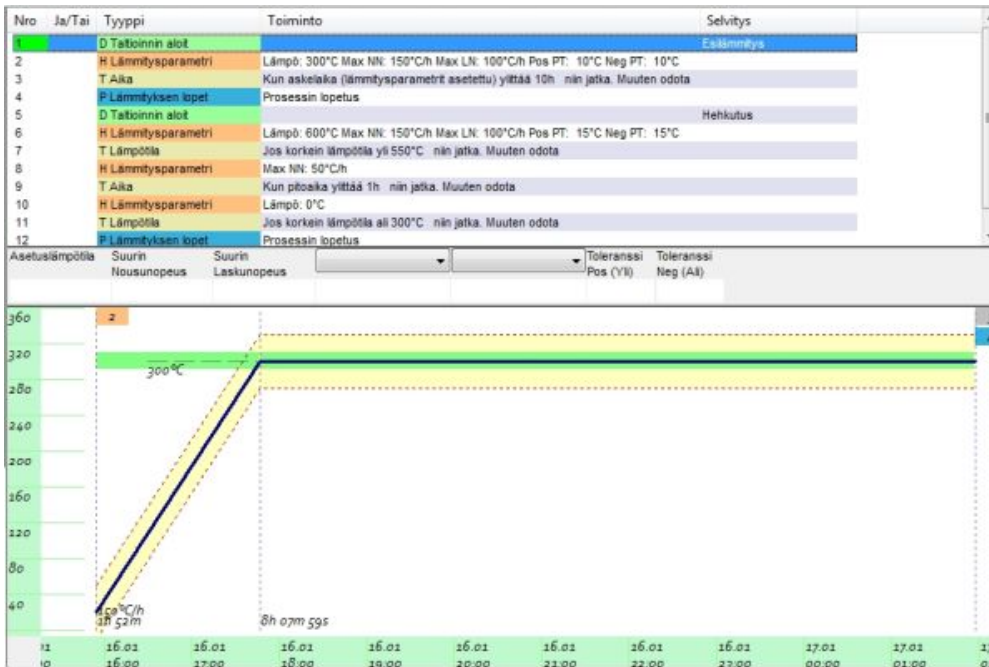 Nro Ja/Tai Tyyppi Toiminto Selvitys
1 D Taltioinnin aloit Esilämmitys
2 H Lämmitysparametri Lämpö: 300°C Max NN: 150°C/h Max LN: 100°C/h Pos PT: 10°C Neg PT: 10°C
3 T Aika Kun askelaika (lämmitysparametrit asetettu) ylittää 10h niin jatka. Muuten odota
4 P Lämmityksen lopet Prosessin lopetus
5 D Taltioinnin aloit Hehkutus
6 H Lämmitysparametri Lämpö: 600°C Max NN: 150°C/h Max LN: 100°C/h Pos PT: 15°C Neg PT: 15°C
7 T Lämpötila Jos korkein lämpötila yli 550°C niin jatka. Muuten odota
8 H Lämmitysparametri Max NN: 50°C/h
9 T Aika Kun pitoaika ylittää 1h niin jatka. Muuten odota
10 H Lämmitysparametri Lämpö: 0°C
11 T Lämpötila Jos korkein lämpötila ali 300°C niin jatka. Muuten odota
12 P Lämmityksen lopet Prosessin lopetus
Asetuslämpötila Suurin Suurin Toleranssi Toleranssi
Nousunopeus Laskunopeus Pos (Yli) Neg (Ali)
360 2
320
300°C
280
240
200
160
120
80
40
150°C/h
1h 52m 8h 07m 59s
16.01 16.01 16.01 16.01 16.01 16.01 16.01 16.01 17.01 17.01
16:00 17:00 18:00 19:00 20:00 21:00 22:00 23:00 00:00 01:00